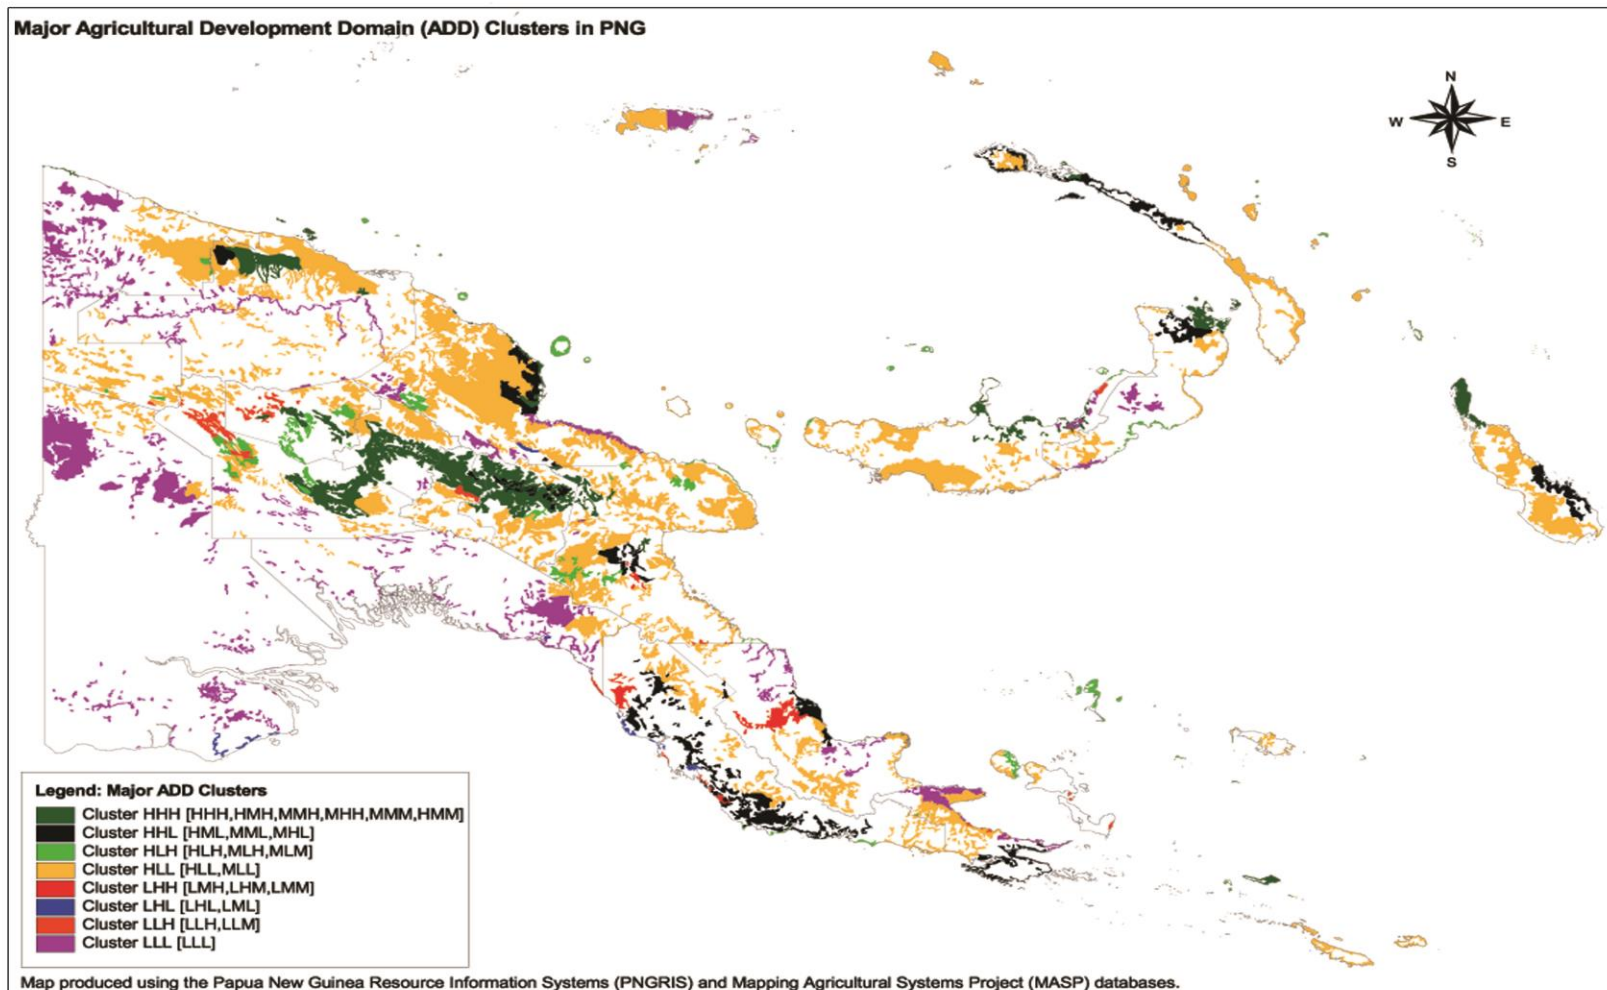 Major Agricultural Development Domain (ADD) Clusters in PNG
N
W E
S
Legend: Major ADD Clusters
Cluster HHH [HHH,HMH,MMH,MHH,MMM,HMM]
Cluster HHL [HML,MML,MHL]
Cluster HLH [HLH,MLH,MLM]
Cluster HLL [HLL,MLL]
Cluster LHH [LMH,LHM,LMM]
Cluster LHL [LHL,LML]
Cluster LLH [LLH,LLM]
Cluster LLL [LLL]
Map produced using the Papua New Guinea Resource Information Systems (PNGRIS) and Mapping Agricultural Systems Project (MASP) databases.